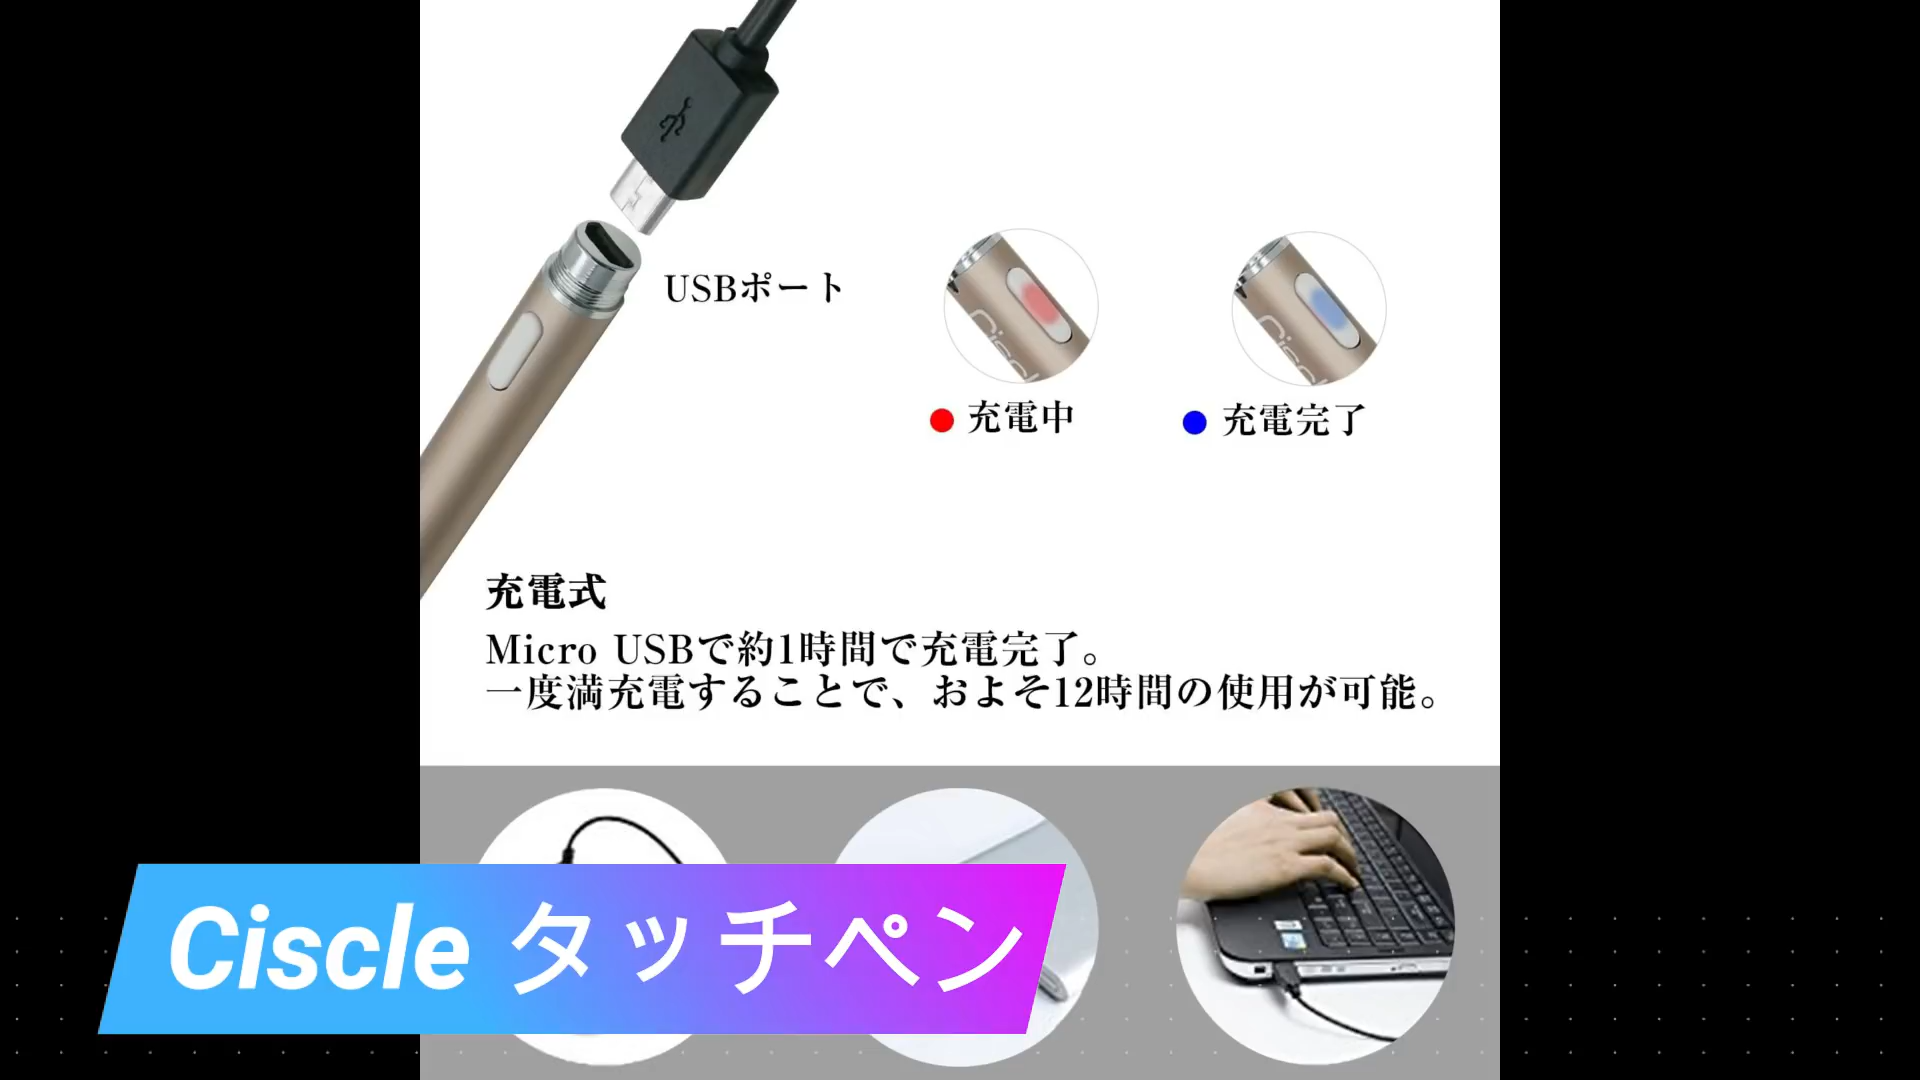 USBポート
充電中
充電完了
充電式
Micro USBで約1時間で充電完了。
一度満充電することで、およそ12時間の使用が可能。
Ciscle タッチペン